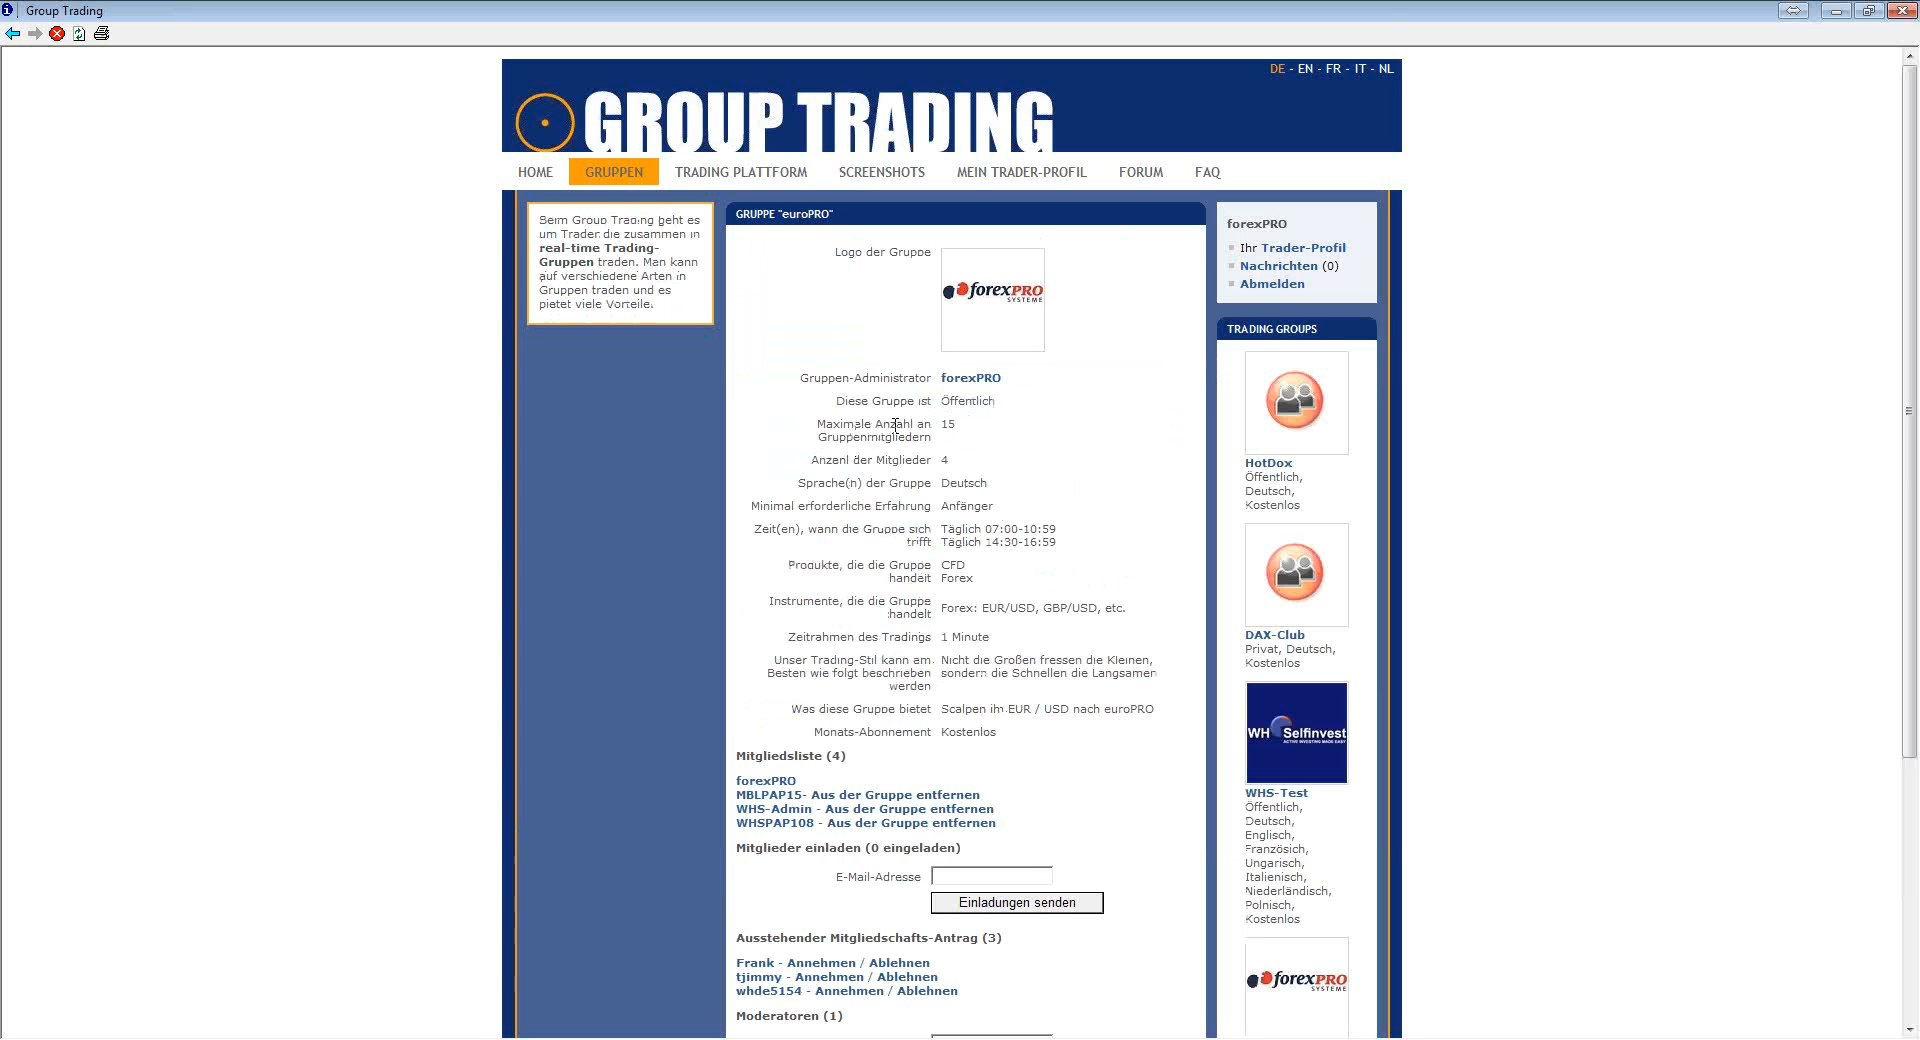 Group Trading
DE - EN - FR - IT - NL
GROUP TRADING
HOME GRUPPEN TRADING PLATTFORM SCREENSHOTS MEIN TRADER-PROFIL FORUM FAQ
Beim Group Trading geht es
um Trader die zusammen in
real-time Trading-
Gruppen traden. Man kann
auf verschiedene Arten in
Gruppen traden und es
bietet viele Vorteile.
GRUPPE "euroPRO"
Logo der Gruppe
forexPRO
SYSTEME
Gruppen-Administrator forexPRO
Diese Gruppe ist Öffentlich
Maximale Anzahl an 15
Gruppenmitgliedern
Anzahl der Mitglieder 4
Sprache(n) der Gruppe Deutsch
Minimal erforderliche Erfahrung Anfänger
Zeit(en), wann die Gruppe sich Täglich 07:00-10:59
trifft Täglich 14:30-16:59
Produkte, die die Gruppe CFD
handelt Forex
Instrumente, die die Gruppe
handelt Forex: EUR/USD, GBP/USD, etc.
Zeitrahmen des Tradings 1 Minute
Unser Trading-Stil kann am Nicht die Großen fressen die Kleinen,
Besten wie folgt beschrieben sondern die Schnellen die Langsamen
werden
Was diese Gruppe bietet Scalpen im EUR / USD nach euroPRO
Monats-Abonnement Kostenlos
Mitgliedsliste (4)
forexPRO
MBLPAP15- Aus der Gruppe entfernen
WHS-Admin - Aus der Gruppe entfernen
WHSPAP108 - Aus der Gruppe entfernen
Mitglieder einladen (0 eingeladen)
E-Mail-Adresse
Einladungen senden
Ausstehender Mitgliedschafts-Antrag (3)
Frank - Annehmen / Ablehnen
tjimmy - Annehmen / Ablehnen
whde5154 - Annehmen / Ablehnen
Moderatoren (1)
forexPRO
Ihr Trader-Profil
Nachrichten (0)
Abmelden
TRADING GROUPS
HotDox
Öffentlich,
Deutsch,
Kostenlos
DAX-Club
Privat, Deutsch,
Kostenlos
WH Selfinvest
ACTIVE INVESTING MADE EASY
WHS-Test
Öffentlich,
Deutsch,
Englisch,
Französich,
Ungarisch,
Italienisch,
Niederländisch,
Polnisch,
Kostenlos
forexPRO
SYSTEME